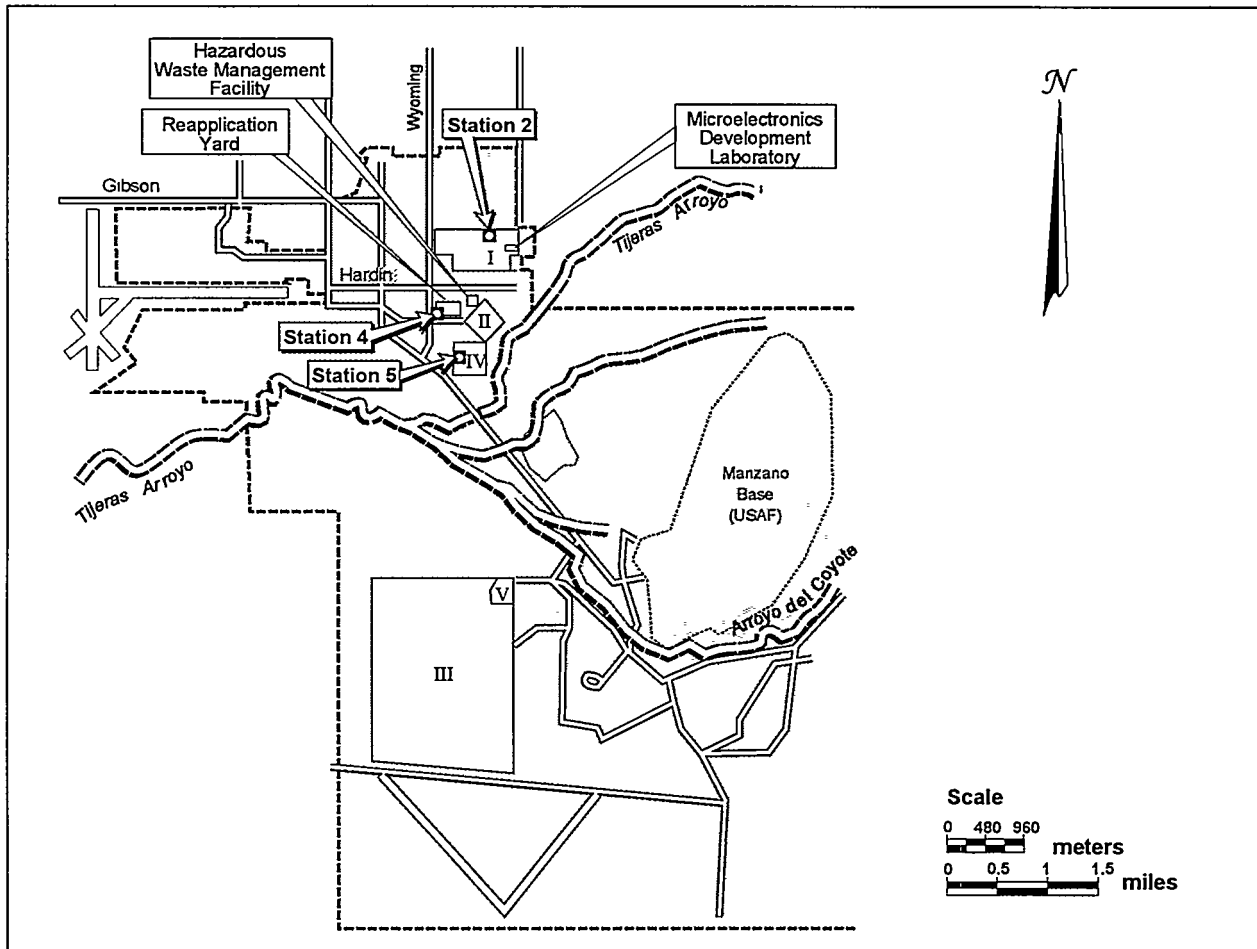 Hazardous
Waste Management
Facility
Reapplication
Yard
Wyoming
Station 2
Microelectronics
Development
Laboratory
N
Gibson
Tijeras Arroyo
I
Hardin
II
Station 4
Station 5
IV
Tijeras Arroyo
Manzano
Base
(USAF)
Arroyo del Coyote
V
III
Scale
0 480 960
meters
0 0.5 1 1.5
miles